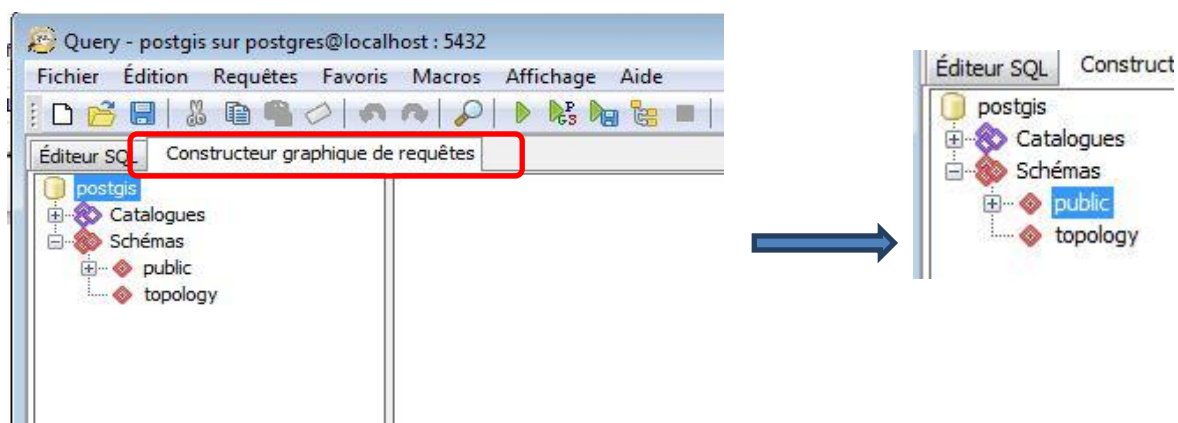 Query - postgis sur postgres@localhost : 5432
Fichier Édition Requêtes Favoris Macros Affichage Aide
Éditeur SQL Constructeur graphique de requêtes
postgis
Catalogues
Schémas
public
topology
Éditeur SQL Construct
postgis
Catalogues
Schémas
public
topology